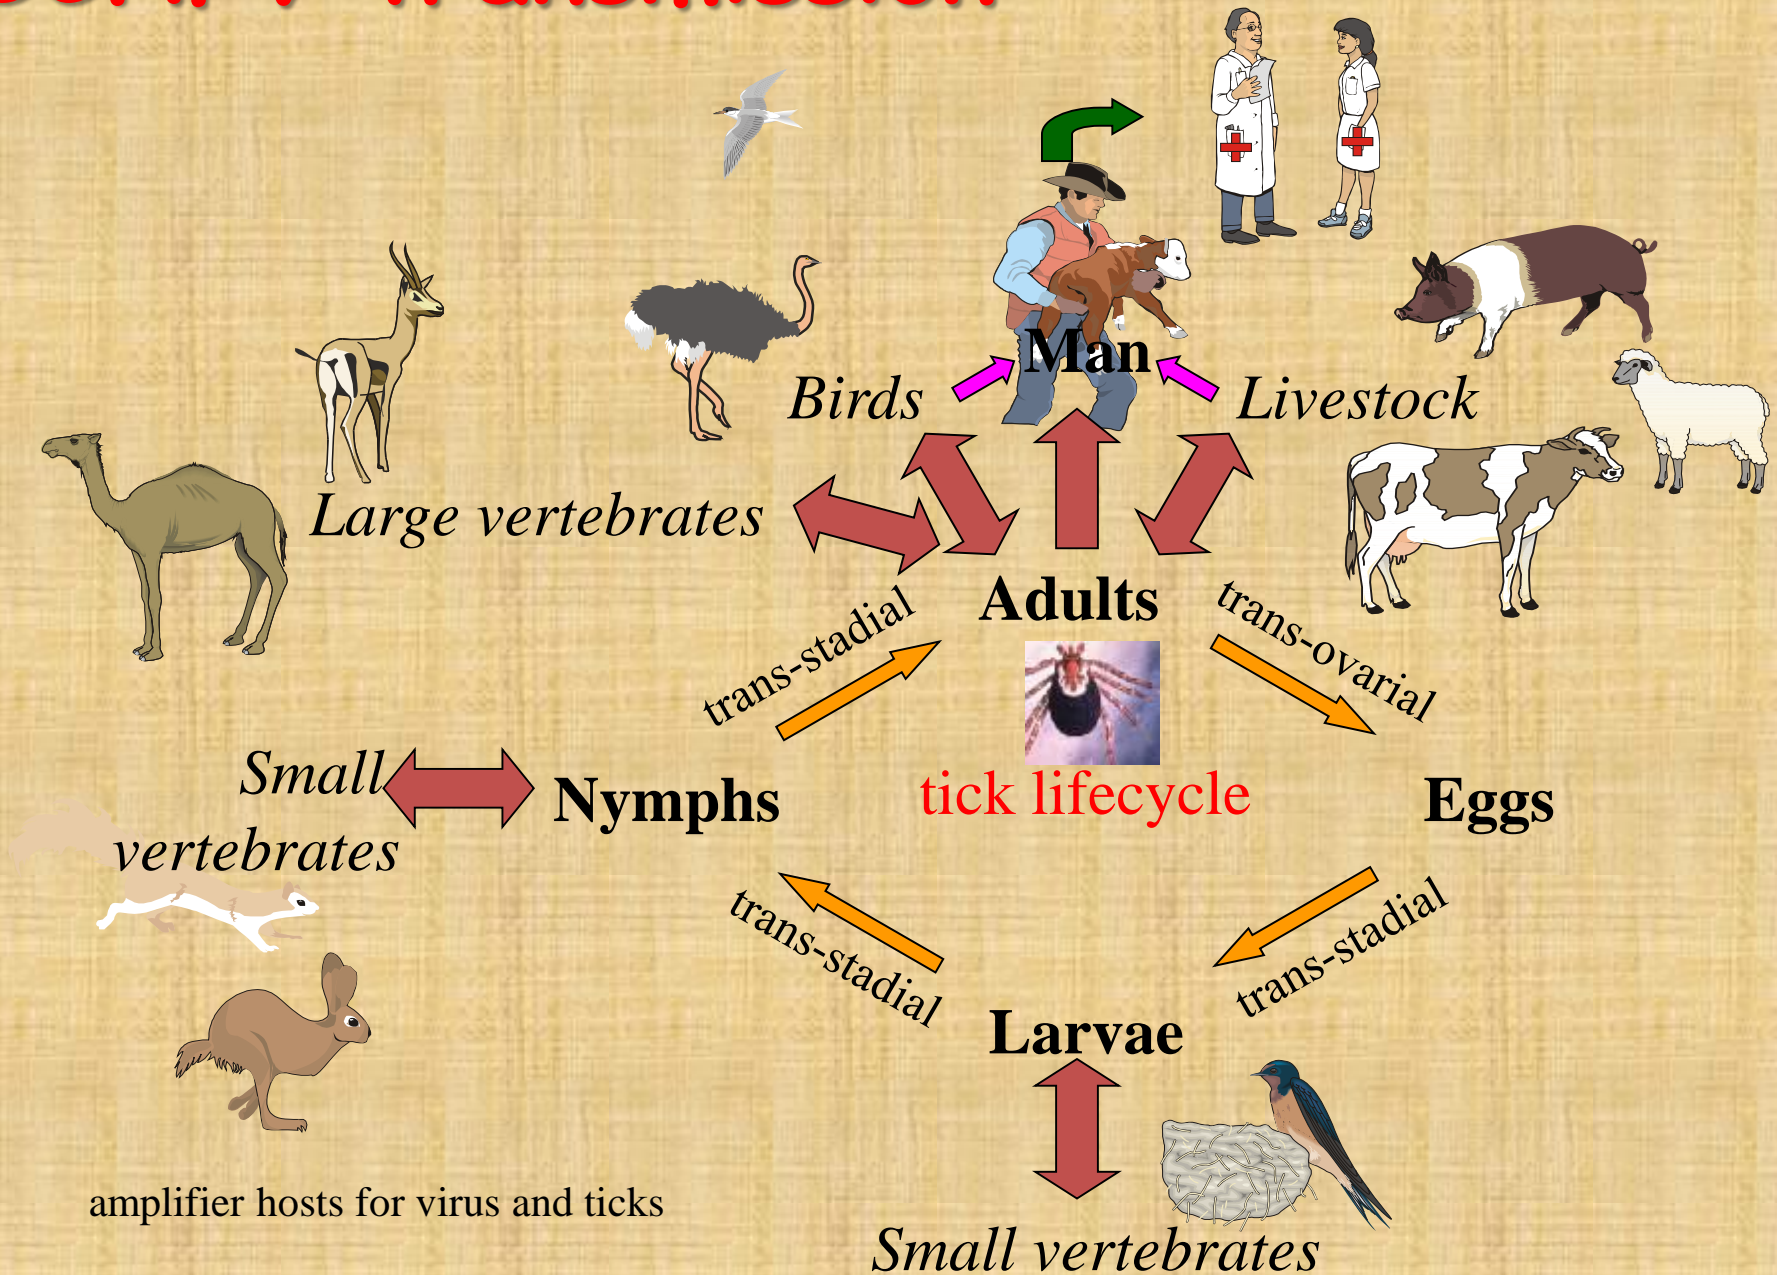 Transmission
Man
Birds
Livestock
Large vertebrates
Adults
trans-stadial
trans-ovarial
Small
vertebrates
Nymphs
tick lifecycle
Eggs
trans-stadial
trans-stadial
Larvae
amplifier hosts for virus and ticks
Small vertebrates